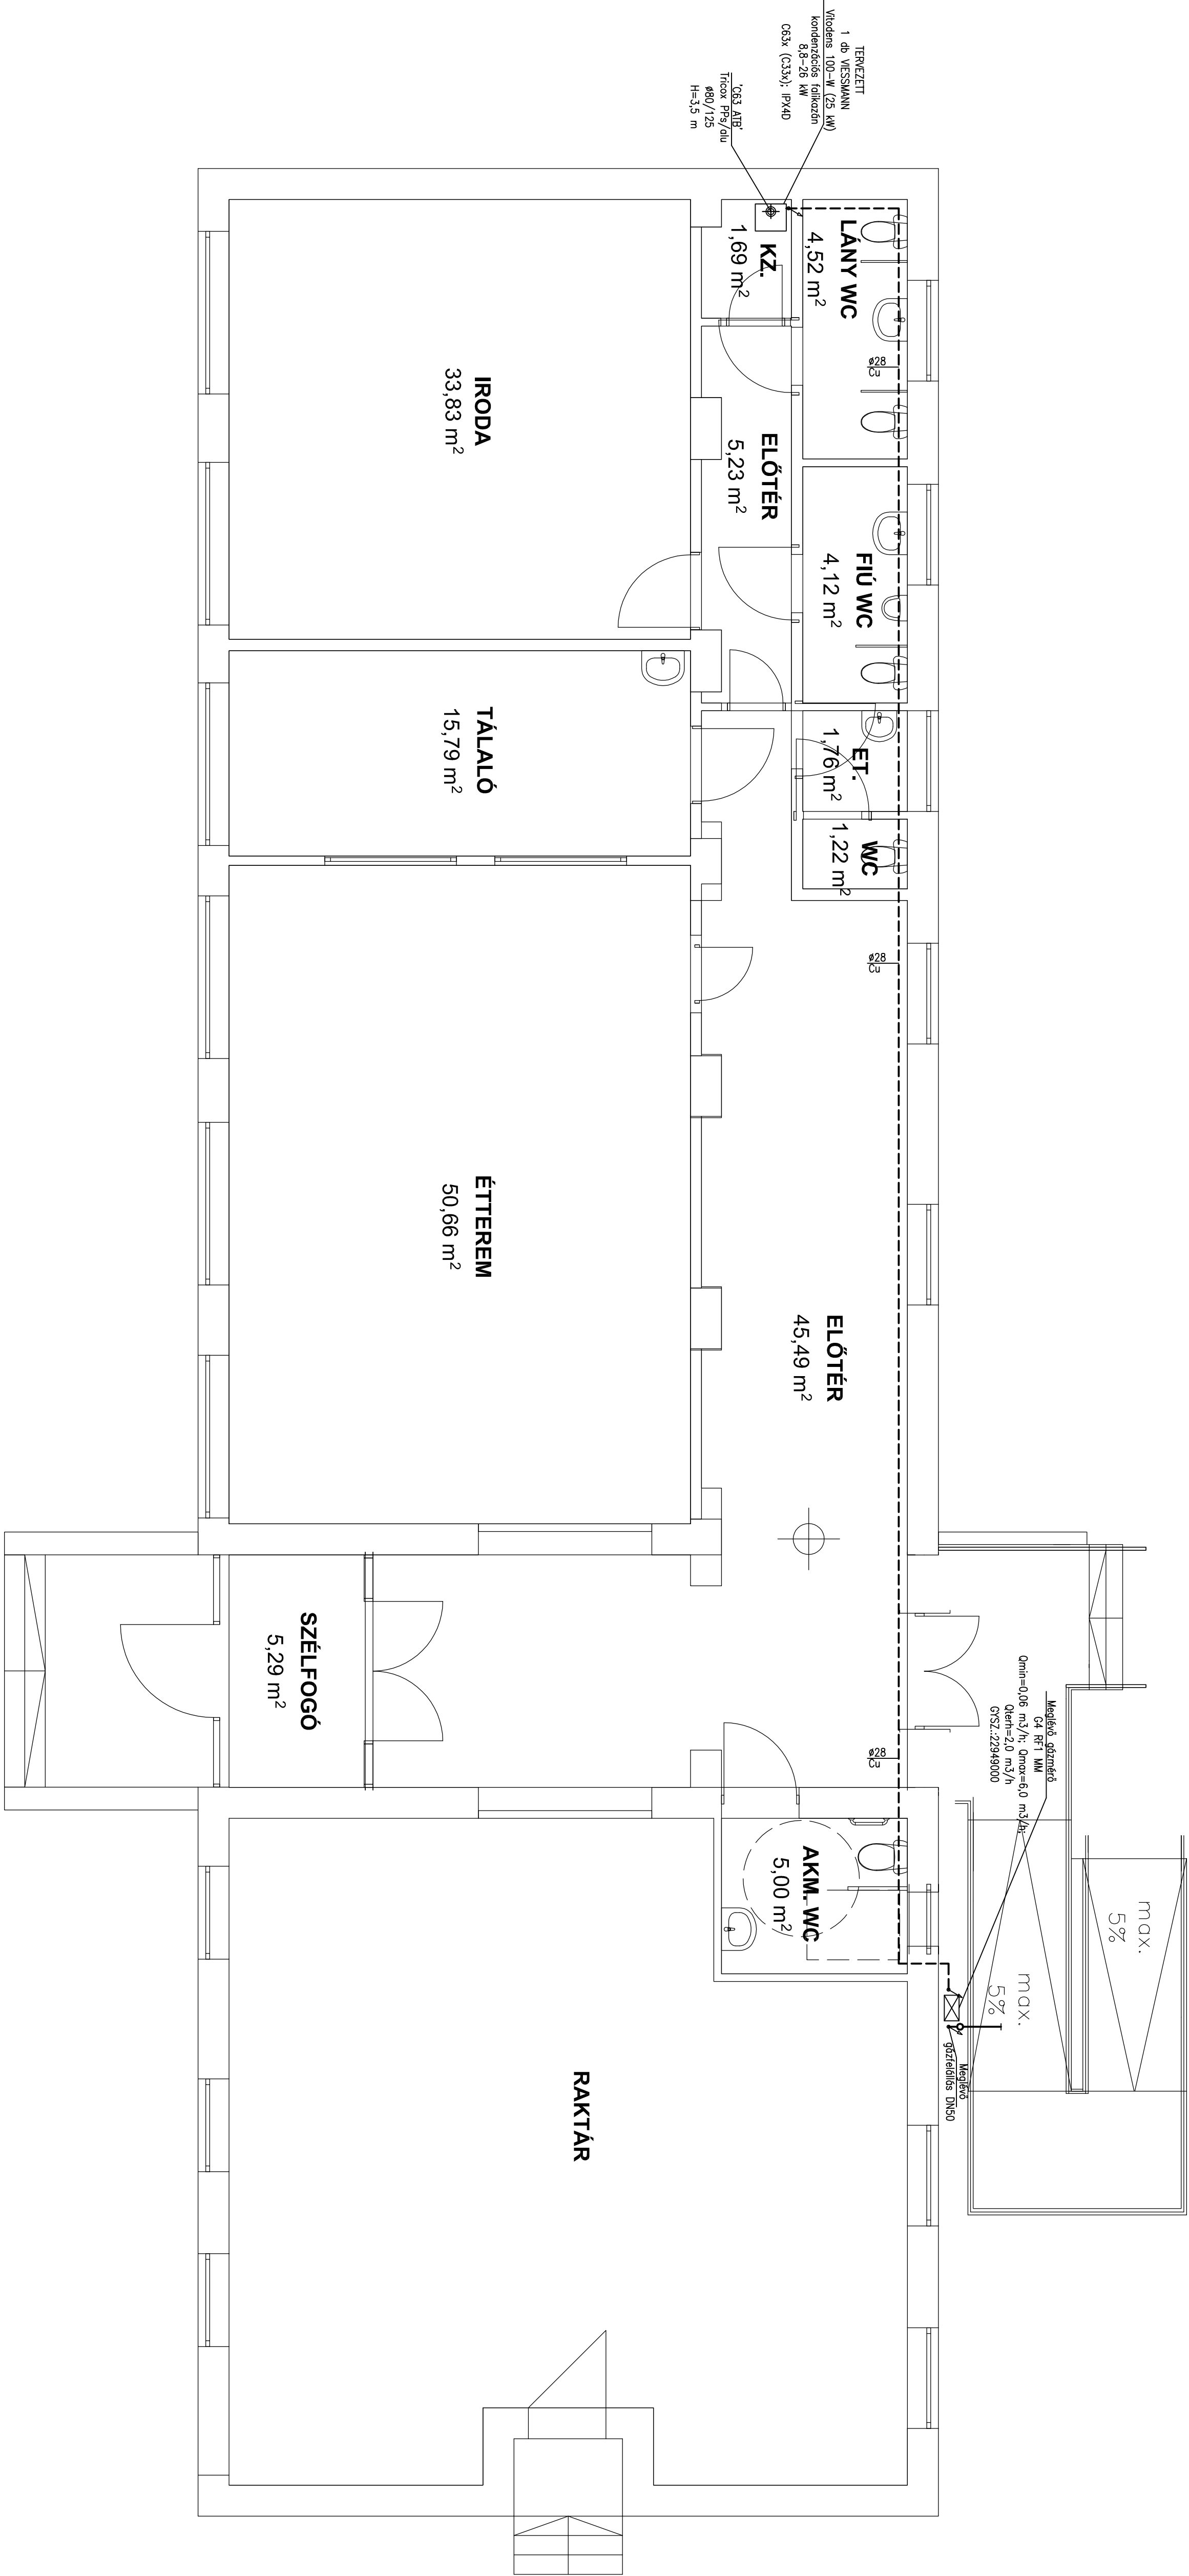 TERVEZETT
1 db VIESSMANN
Vitodens 100-W (25 kW)
kondenzációs falikazán
8,8-26 kW
C63x (C33x); IPX4D
'C63 ATB'
Tricox PPs/alu
ø80/125
H=3,5 m
LÁNY WC
4,52 m²
KZ.
1,69 m²
ø28
Cu
IRODA
33,83 m²
ELŐTÉR
5,23 m²
FIÚ WC
4,12 m²
TÁLALÓ
15,79 m²
ET.
1,76 m²
WC
1,22 m²
ø28
Cu
ÉTTEREM
50,66 m²
ELŐTÉR
45,49 m²
SZÉLFOGÓ
5,29 m²
ø28
Cu
Meglévő gázmérő
G4 RF1 MM
Qmin=0,06 m3/h; Qmax=6,0 m3/h;
Qterh=2,0 m3/h
GYSZ.:22949000
AKM. WC
5,00 m²
max.
5%
max.
5%
Meglévő
gázfelállás DN50
RAKTÁR